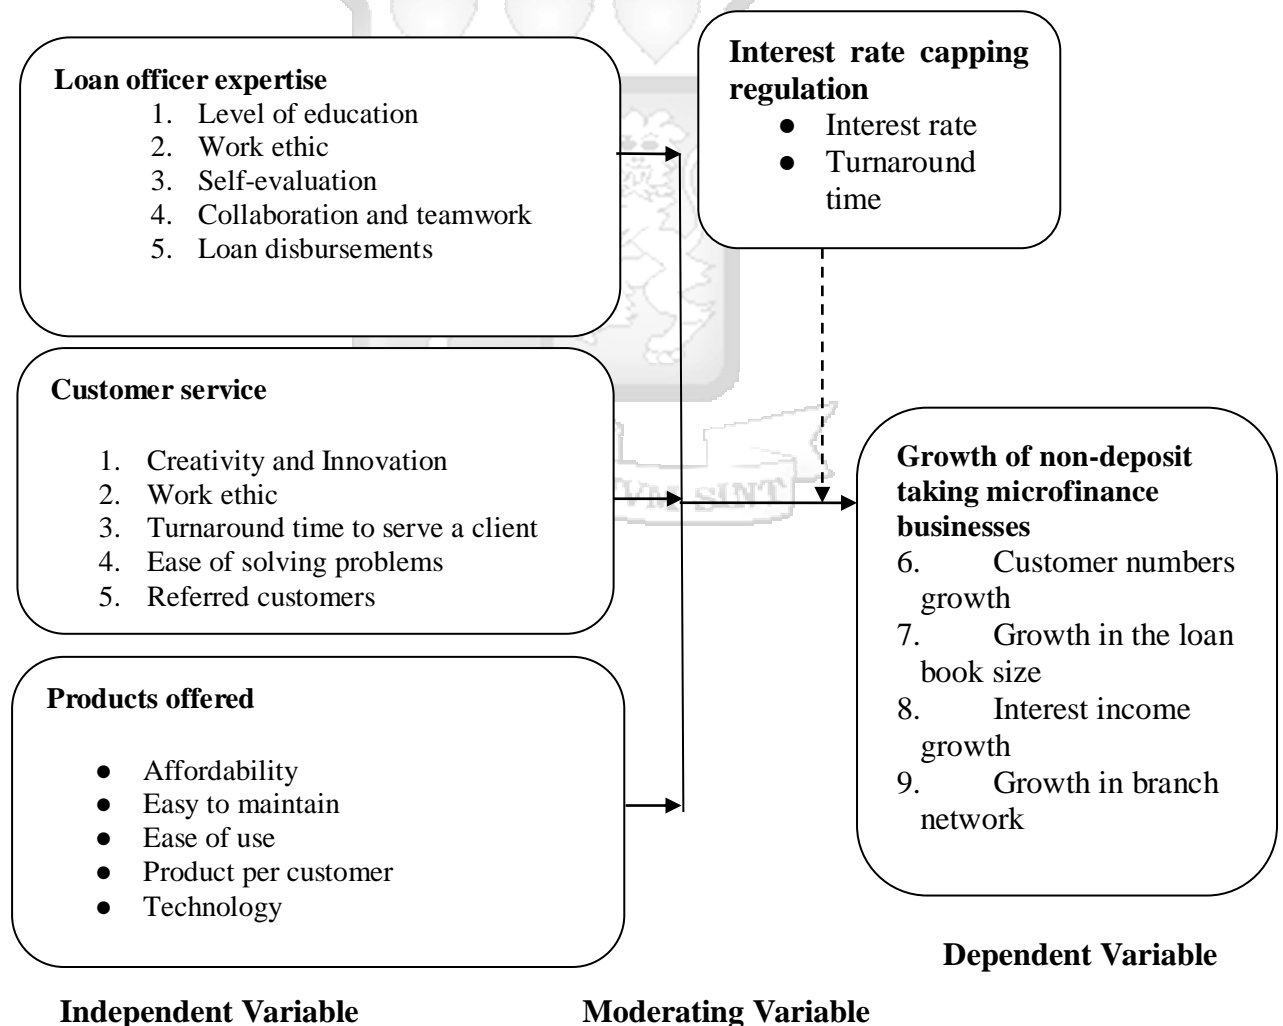 Loan officer expertise
1. Level of education
2. Work ethic
3. Self-evaluation
4. Collaboration and teamwork
5. Loan disbursements
Interest rate capping
regulation
● Interest rate
● Turnaround
time
Customer service
1. Creativity and Innovation
2. Work ethic
3. Turnaround time to serve a client
4. Ease of solving problems
5. Referred customers
Products offered
● Affordability
● Easy to maintain
● Ease of use
● Product per customer
● Technology
VM SINT
Growth of non-deposit
taking microfinance
businesses
6. Customer numbers
growth
7. Growth in the loan
book size
8. Interest income
growth
9. Growth in branch
network
Dependent Variable
Independent Variable
Moderating Variable